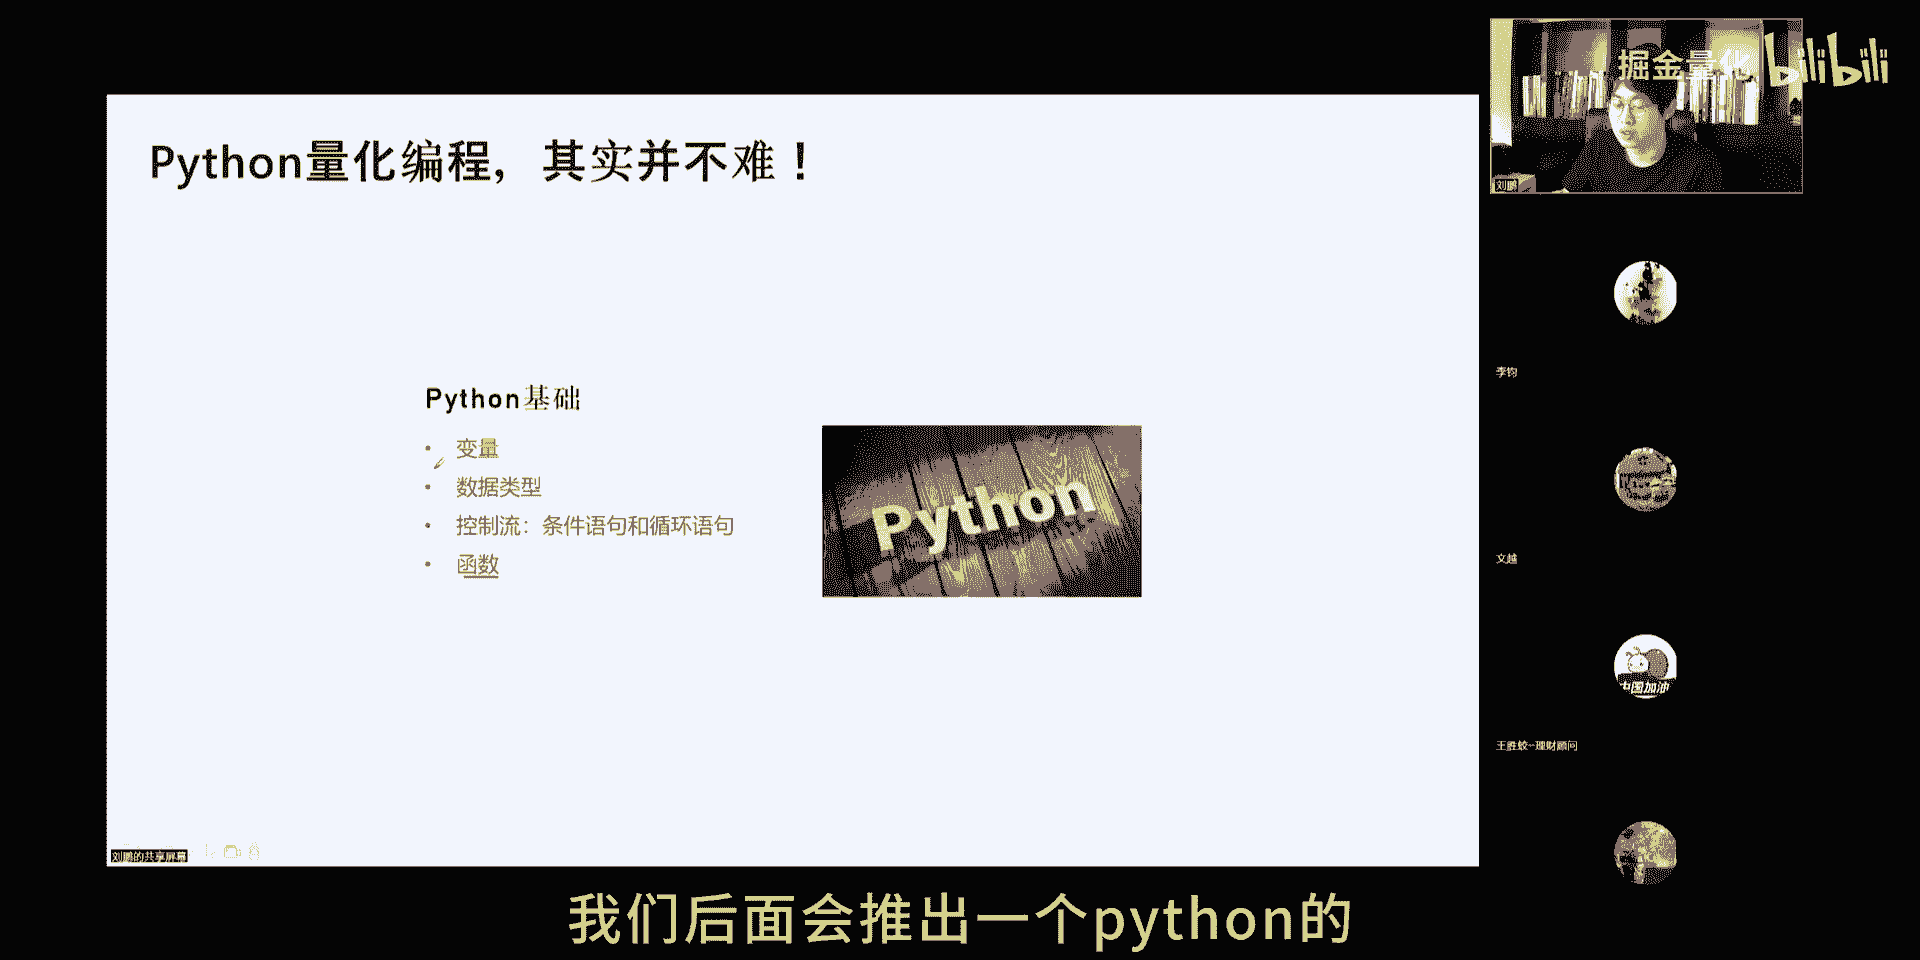 掘金量化 bilibili
刘鹏
Python量化编程，其实并不难！
Python基础
• 变量
• 数据类型
• 控制流：条件语句和循环语句
• 函数
Python
李钧
文越
中国加油
王胜蛟--理财顾问
刘鹏的共享屏幕
我们后面会推出一个python的